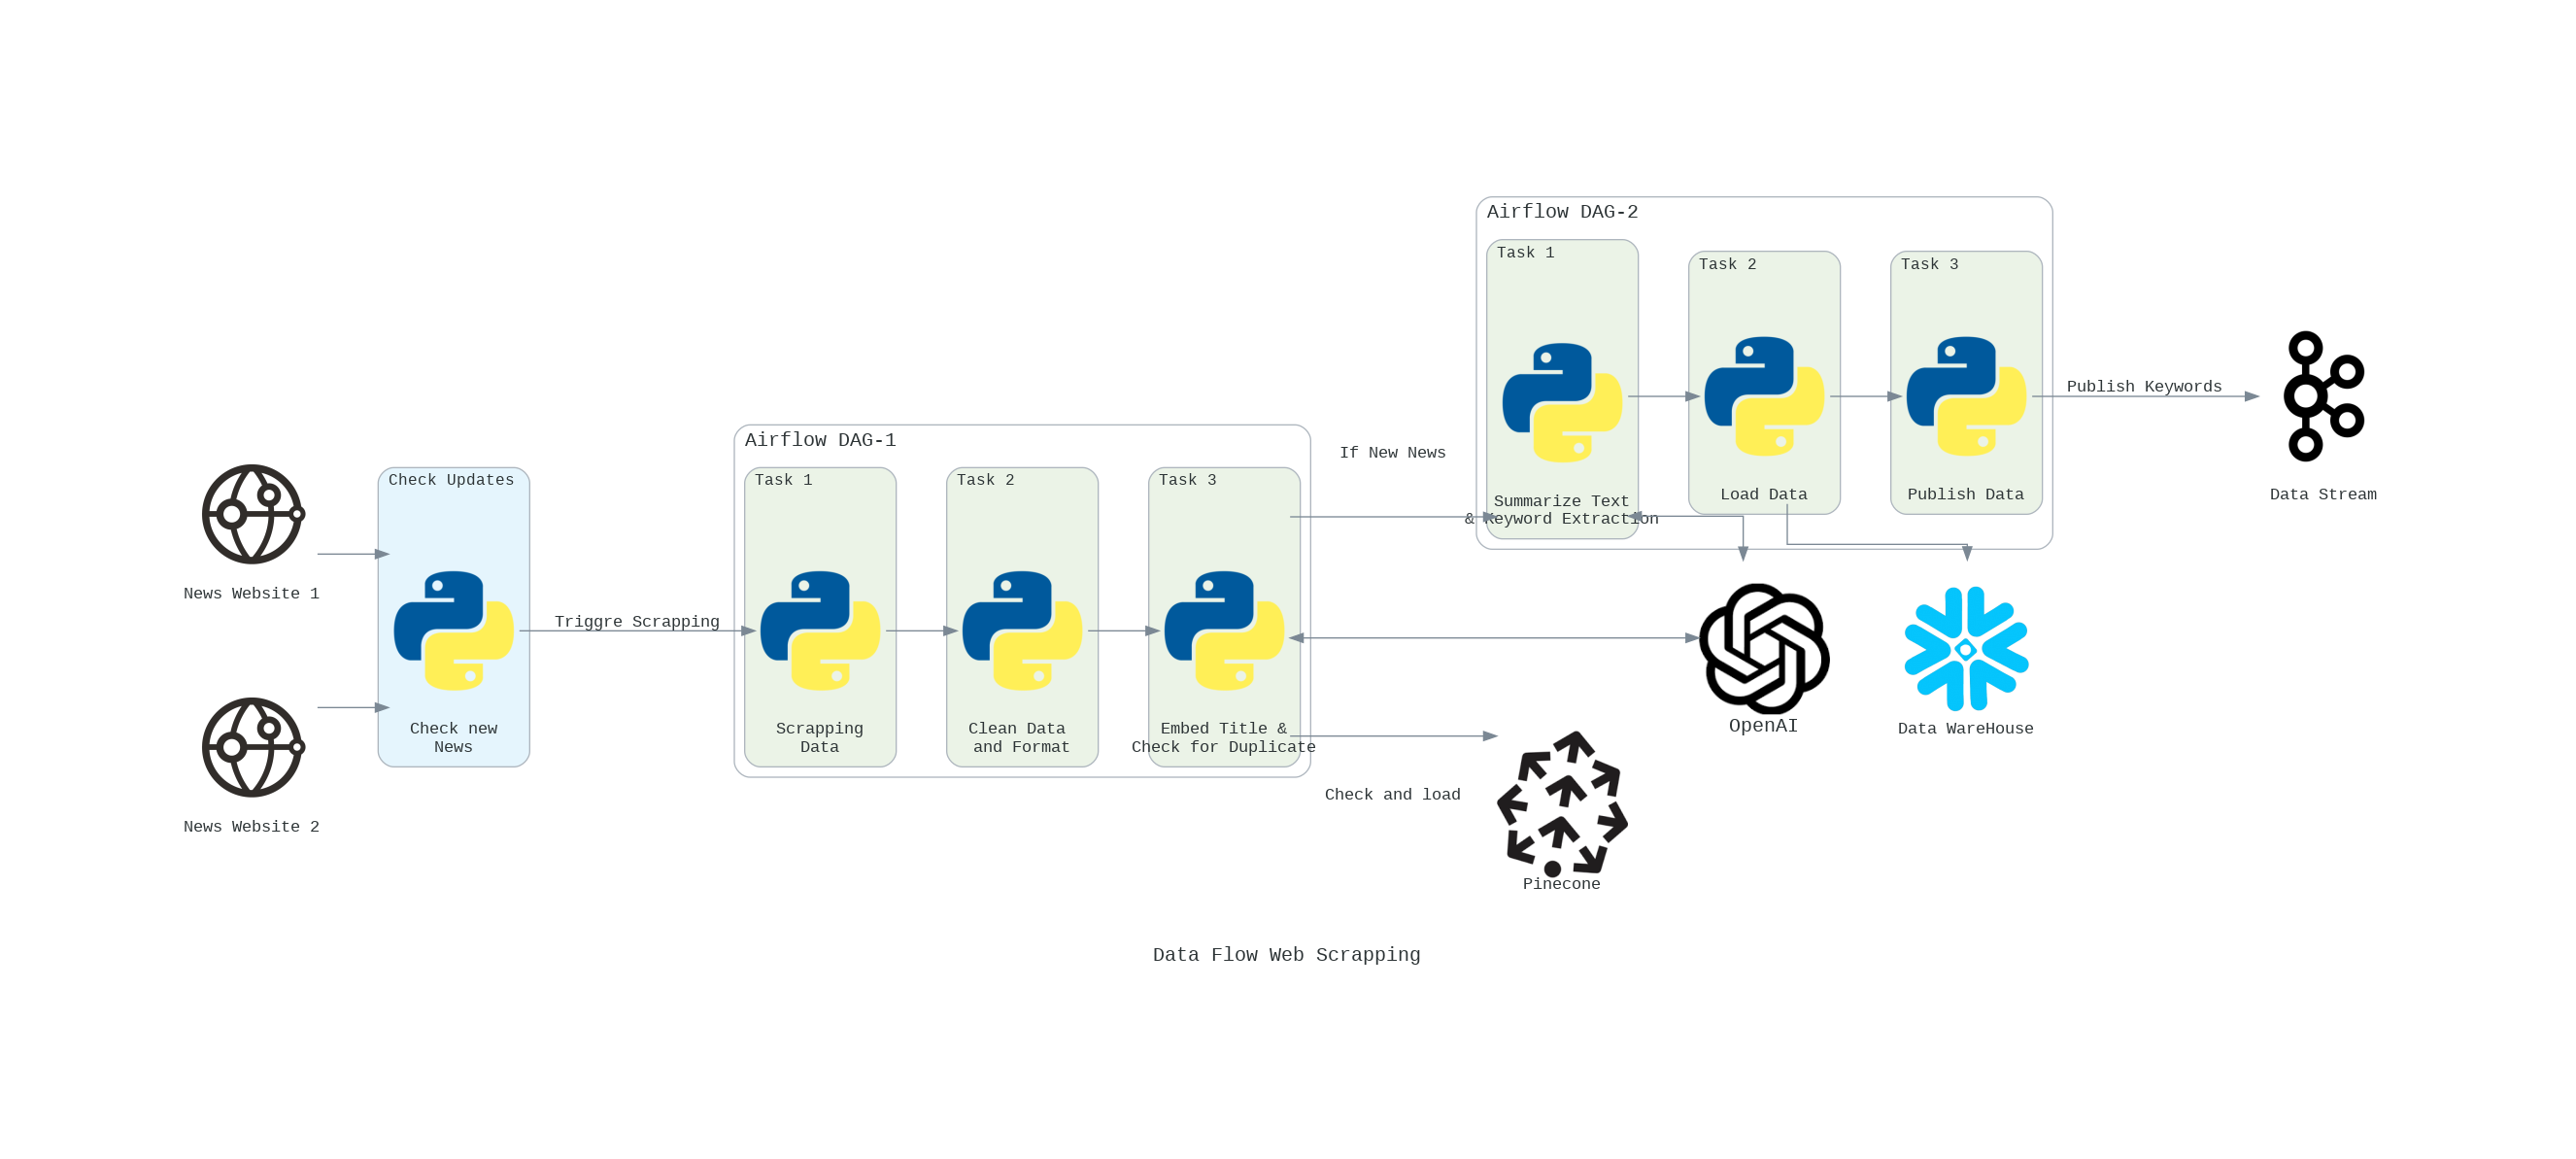 Airflow DAG-2
Task 1
Task 2
Task 3
Publish Keywords
Airflow DAG-1
If New News
Check Updates
Task 1
Task 2
Task 3
Summarize Text
& Keyword Extraction
Load Data
Publish Data
Data Stream
News Website 1
Triggre Scrapping
Check new
News
Scrapping
Data
Clean Data
and Format
Embed Title &
Check for Duplicate
OpenAI
Data WareHouse
Check and load
News Website 2
Pinecone
Data Flow Web Scrapping